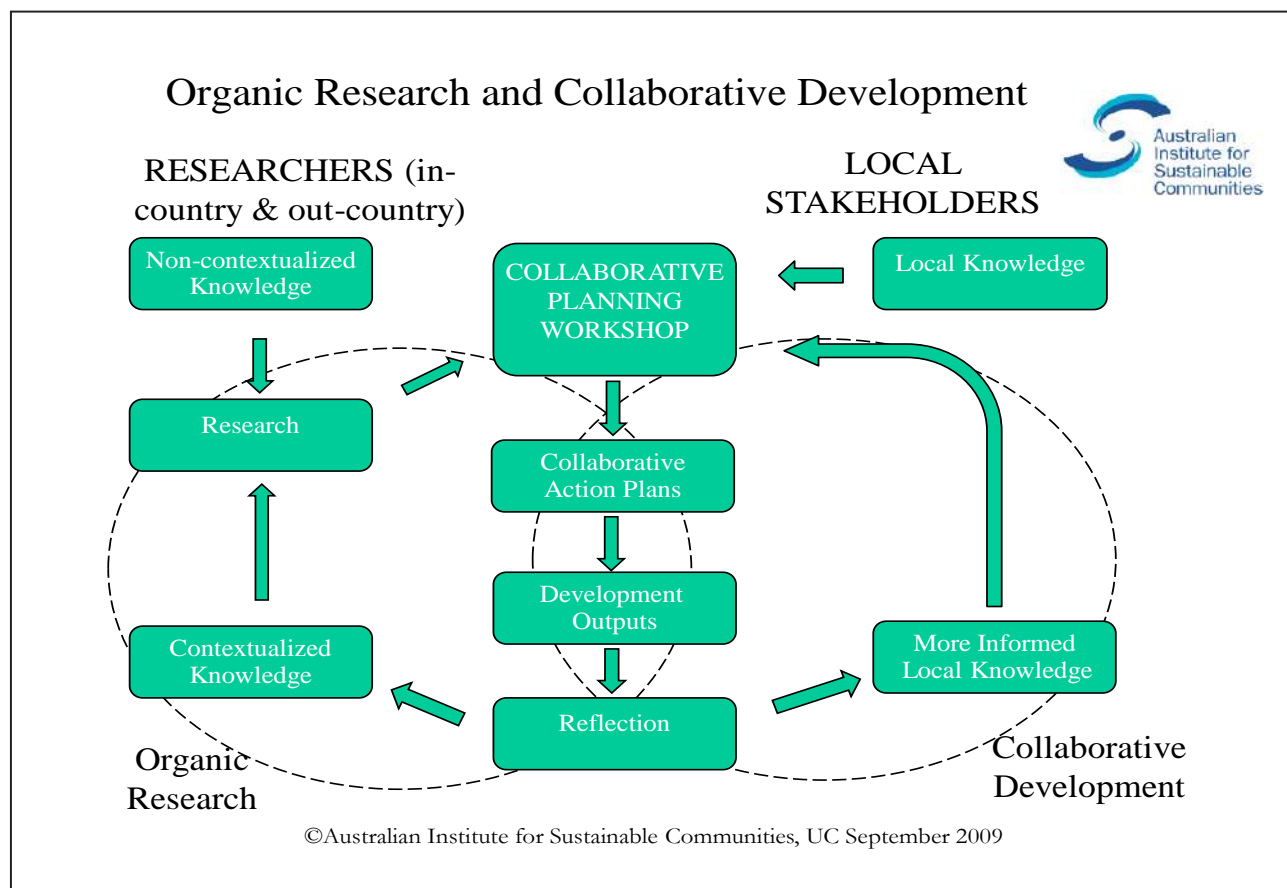 Organic Research and Collaborative Development
Australian
Institute for
Sustainable
Communities
RESEARCHERS (in-
country & out-country)
LOCAL
STAKEHOLDERS
Non-contextualized
Knowledge
COLLABORATIVE
PLANNING
WORKSHOP
Local Knowledge
Research
Collaborative
Action Plans
Development
Outputs
Contextualized
Knowledge
More Informed
Local Knowledge
Reflection
Organic
Research
Collaborative
Development
©Australian Institute for Sustainable Communities, UC September 2009